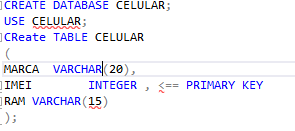 CREATE DATABASE CELULAR;
USE CELULAR;
CReate TABLE CELULAR
(
MARCA VARCHAR(20),
IMEI INTEGER , <== PRIMARY KEY
RAM VARCHAR(15)
);